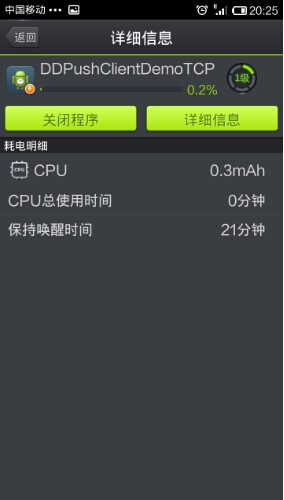 中国移动 ••• 20:25
返回 详细信息
DDPushClientDemoTCP
0.2% 1级
关闭程序 详细信息
耗电明细
CPU CPU 0.3mAh
CPU总使用时间 0分钟
保持唤醒时间 21分钟